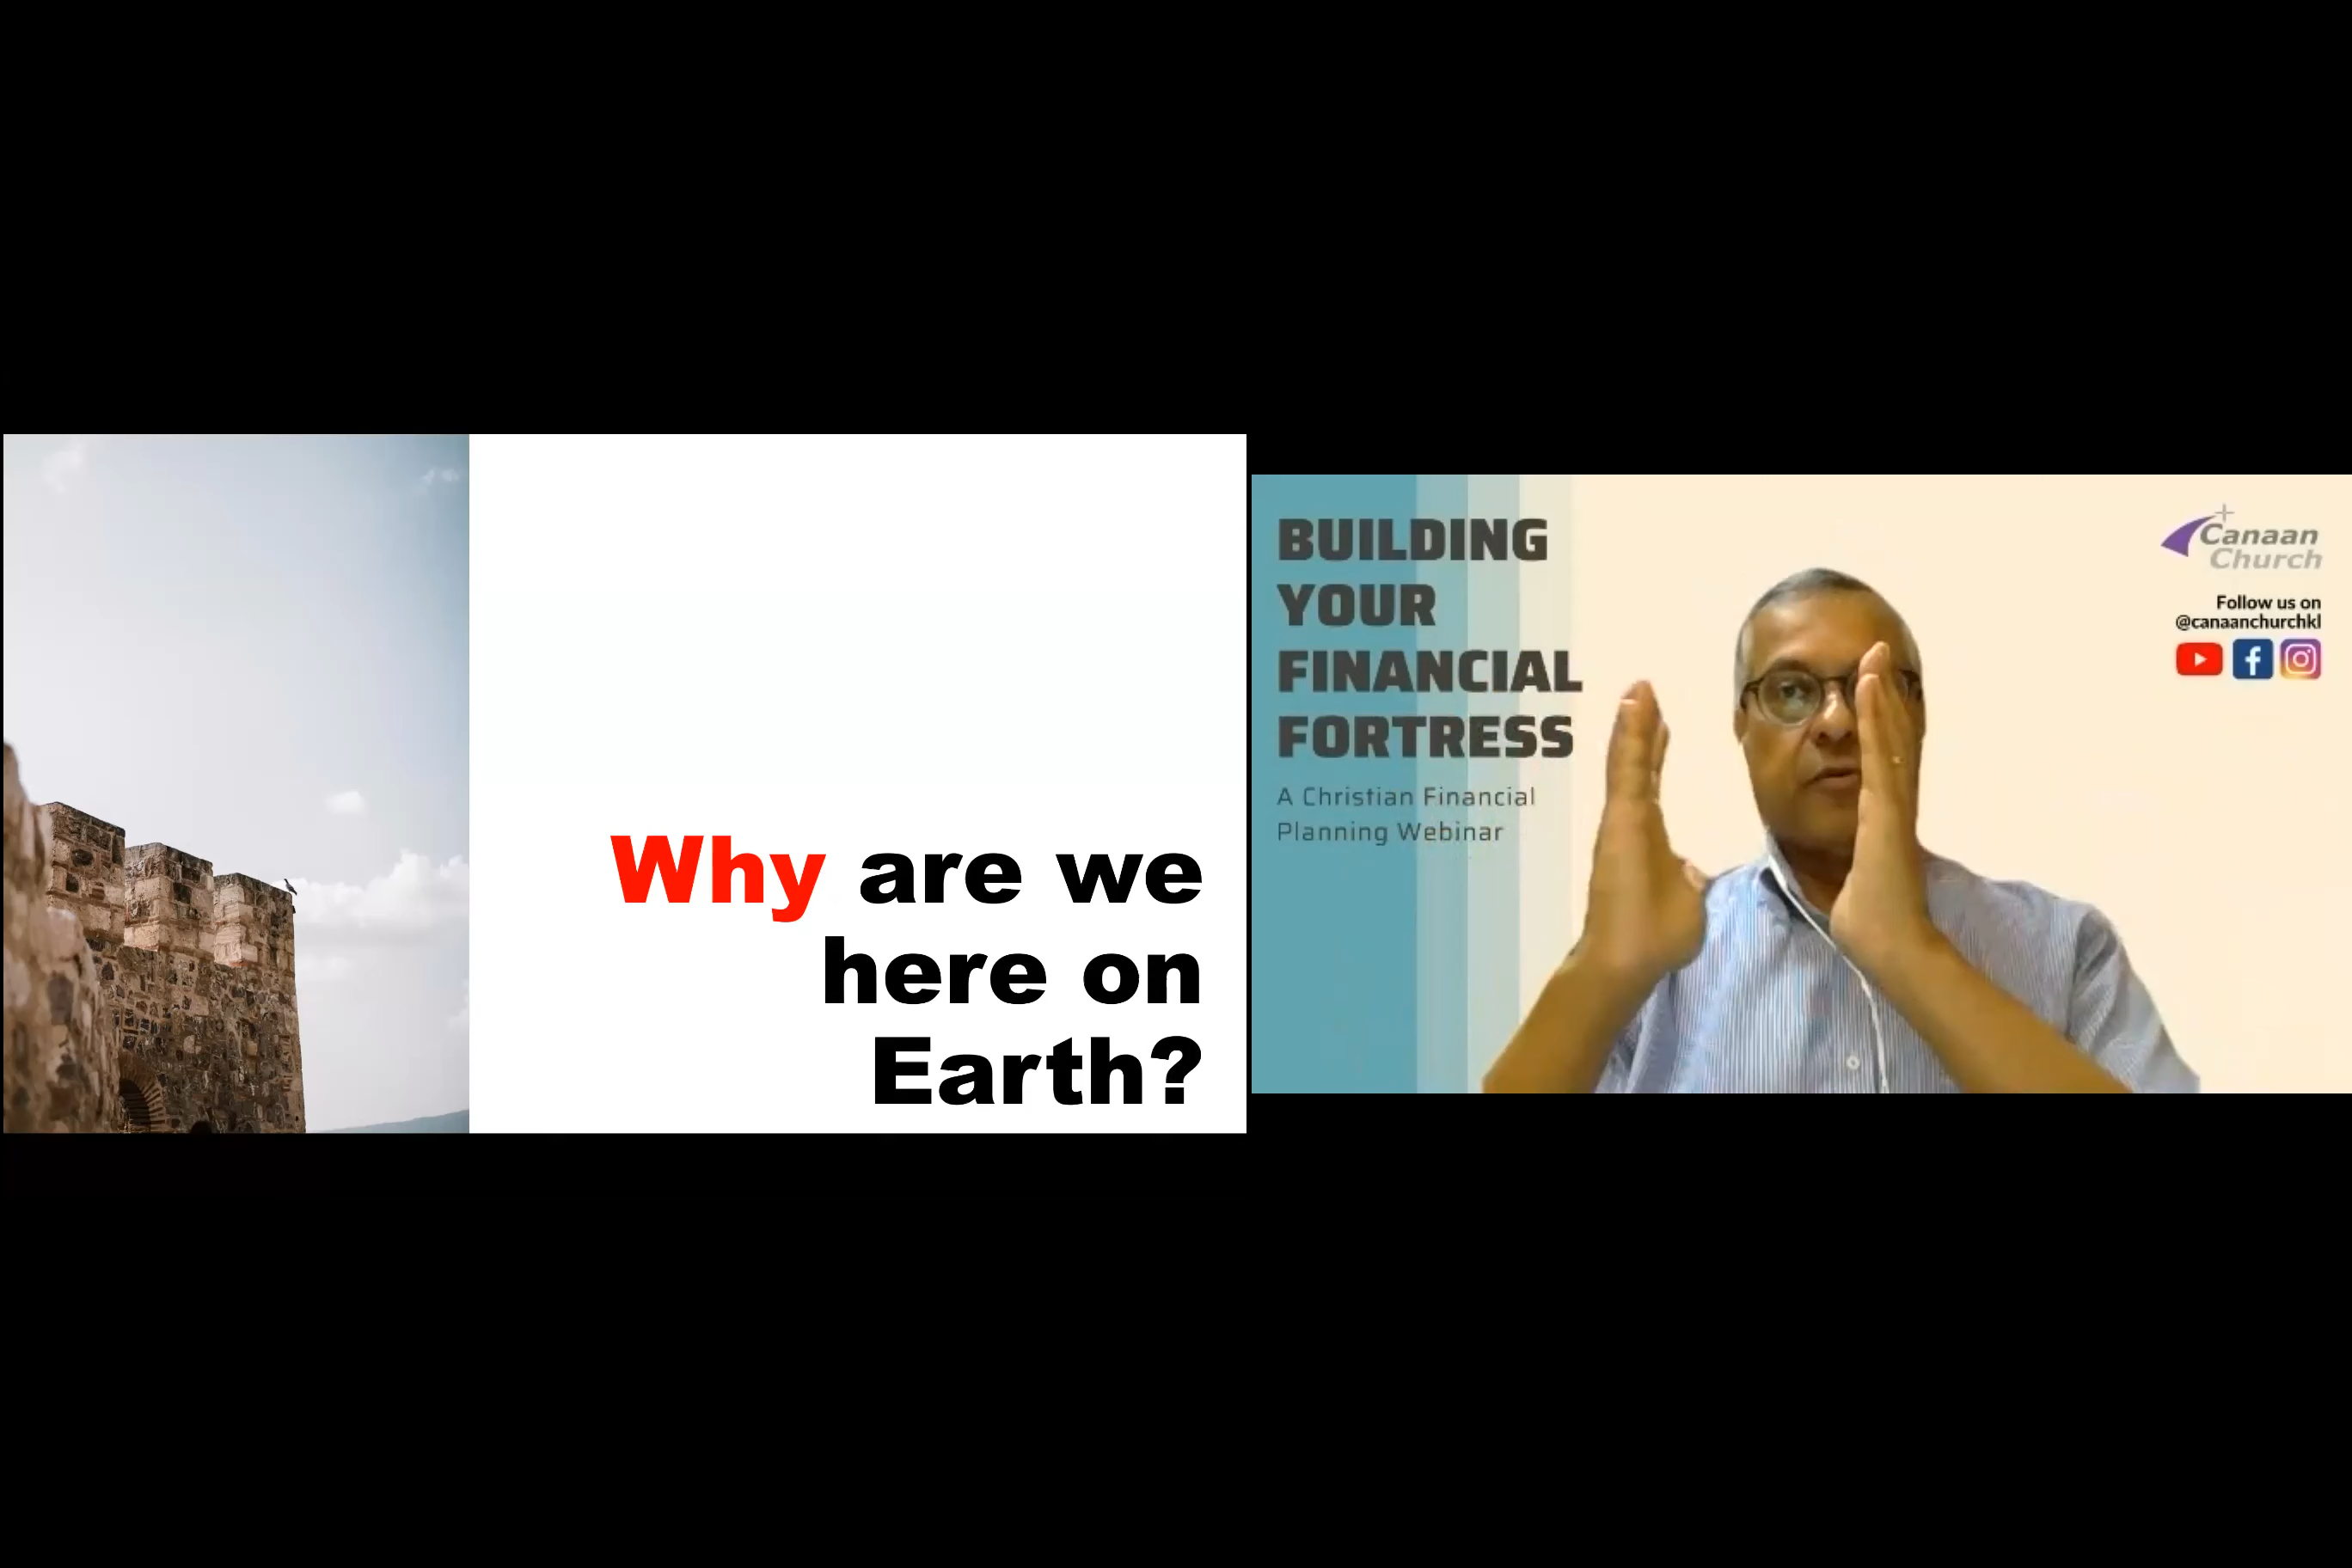 Why are we
here on
Earth?
BUILDING
YOUR
FINANCIAL
FORTRESS
A Christian Financial
Planning Webinar
Canaan
Church
Follow us on
@canaanchurchkl